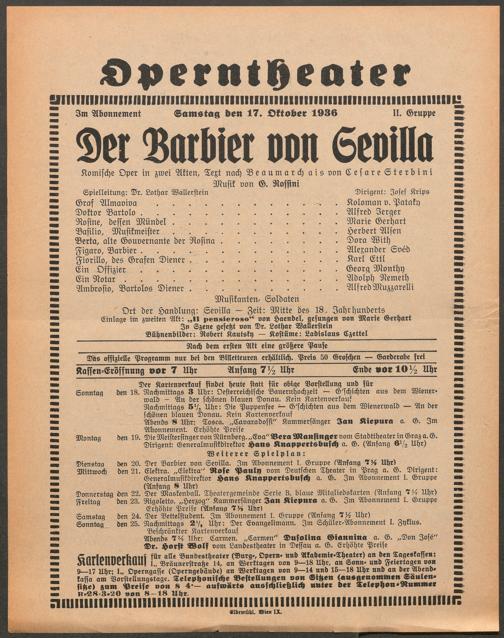 Operntheater
Im Abonnement Samstag den 17. Oktober 1936 II. Gruppe
Der Barbier von Sevilla
Komische Oper in zwei Akten, Text nach Beaumarchais von Cesare Sterbini
Musik von G. Rossini
Spielleitung: Dr. Lothar Wallerstein Dirigent: Josef Krips
Graf Almaviva . . . . . . . . Koloman v. Pataky
Doktor Bartolo . . . . . . . . Alfred Jerger
Rosine, dessen Mündel . . . . . . . . Marie Gerhart
Basilio, Musikmeister . . . . . . . . Herbert Alsen
Berta, alte Gouvernante der Rosina . . . . . . . . Dora With
Figaro, Barbier . . . . . . . . Alexander Svéd
Fiorillo, des Grafen Diener . . . . . . . . Karl Ettl
Ein Offizier . . . . . . . . Georg Monthy
Ein Notar . . . . . . . . Adolph Nemeth
Ambrosio, Bartolos Diener . . . . . . . . Alfred Muzzarelli
Musikanten, Soldaten
Ort der Handlung: Sevilla — Zeit: Mitte des 18. Jahrhunderts
Einlage im zweiten Akt: „Il pensieroso“ von Haendel, gesungen von Marie Gerhart
In Szene gesetzt von Dr. Lothar Wallerstein
Bühnenbilder: Robert Kautsky — Kostüme: Ladislaus Czettel
Nach dem ersten Akt eine größere Pause
Das offizielle Programm nur bei den Billetteuren erhältlich. Preis 50 Groschen — Garderobe frei
Kassen-Eröffnung vor 7 Uhr Anfang 7½ Uhr Ende vor 10½ Uhr
Der Kartenverkauf findet heute statt für obige Vorstellung und für
Sonntag den 18. Nachmittags 3 Uhr: Österreichische Bauernhochzeit — G'schichten aus dem Wiener-
wald — An der schönen blauen Donau. Kein Kartenverkauf
Nachmittags 5½ Uhr: Die Puppenfee — G'schichten aus dem Wienerwald — An der
schönen blauen Donau. Kein Kartenverkauf
Abends 8 Uhr: Tosca. „Cavaradossi“ Kammersänger Jan Kiepura a. G. Im
Abonnement. Erhöhte Preise
Montag den 19. Die Meistersinger von Nürnberg. „Eva“ Vera Mansinger vom Stadttheater in Graz a. G.
Dirigent: Generalmusikdirektor Hans Knappertsbusch a. G. (Anfang 6½ Uhr)
Weiterer Spielplan:
Dienstag den 20. Der Barbier von Sevilla. Im Abonnement I. Gruppe (Anfang 7½ Uhr)
Mittwoch den 21. Elektra. „Elektra“ Rose Pauly vom Deutschen Theater in Prag a. G. Dirigent:
Generalmusikdirektor Hans Knappertsbusch a. G. Im Abonnement I. Gruppe
(Anfang 8 Uhr)
Donnerstag den 22. Der Maskenball. Theatergemeinde Serie B, blaue Mitgliedskarten (Anfang 7½ Uhr)
Freitag den 23. Rigoletto. „Herzog“ Kammersänger Jan Kiepura a. G. Im Abonnement I. Gruppe
Erhöhte Preise (Anfang 7½ Uhr)
Samstag den 24. Der Bettelstudent. Im Abonnement I. Gruppe (Anfang 7½ Uhr)
Sonntag den 25. Nachmittags 2½ Uhr: Der Evangelimann. Im Schüler-Abonnement I. Zyklus.
Beschränkter Kartenverkauf
Abends 7½ Uhr: Carmen. „Carmen“ Dusolina Giannina a. G. „Don José“
Dr. Horst Wolf vom Landestheater in Dessau a. G. Erhöhte Preise
Kartenverkauf für alle Bundestheater (Burg-, Opern- und Akademie-Theater) an den Tageskassen:
I., Bräunerstraße 14, an Werktagen von 9—18 Uhr, an Sonn- und Feiertagen von
9—17 Uhr; I., Operngasse (Operngebäude) an Werktagen von 9—14 und 15—18 Uhr und an der Abend-
kassa am Vorstellungstage. Telephonische Bestellungen von Sitzen (ausgenommen Säulen-
sitze) zum Preise von S 4·— aufwärts ausschließlich unter der Telephon-Nummer
R-28-3-20 von 8—18 Uhr.
Elbemühl, Wien IX.